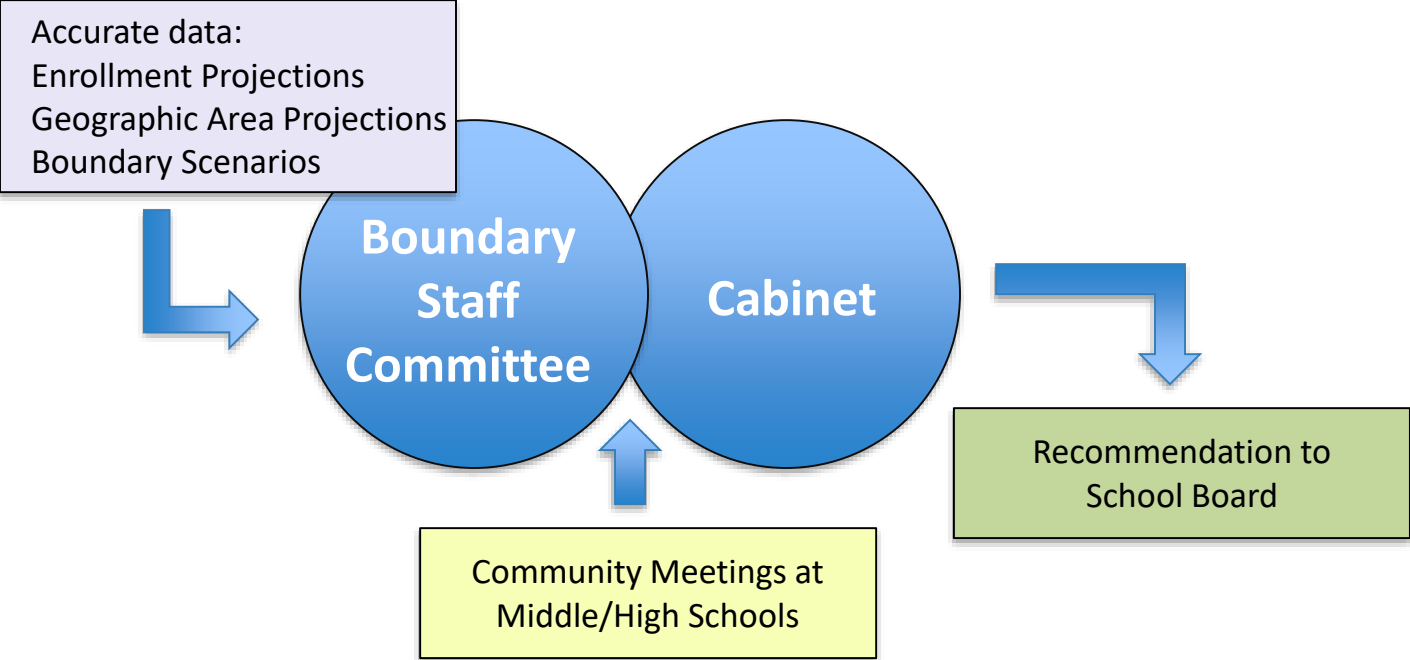 Accurate data:
Enrollment Projections
Geographic Area Projections
Boundary Scenarios
Boundary
Staff
Committee
Cabinet
Recommendation to
School Board
Community Meetings at
Middle/High Schools